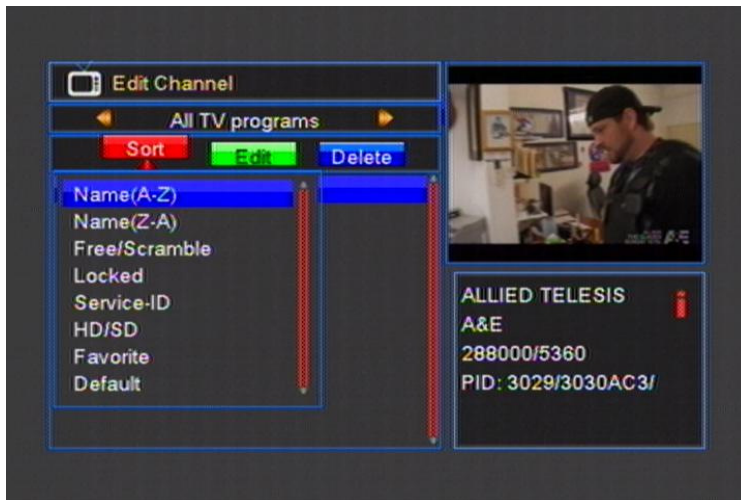 Edit Channel
All TV programs
Sort Edit Delete
Name(A-Z)
Name(Z-A)
Free/Scramble
Locked
Service-ID
HD/SD
Favorite
Default
A&E
ALLIED TELESIS
A&E
288000/5360
PID: 3029/3030AC3/